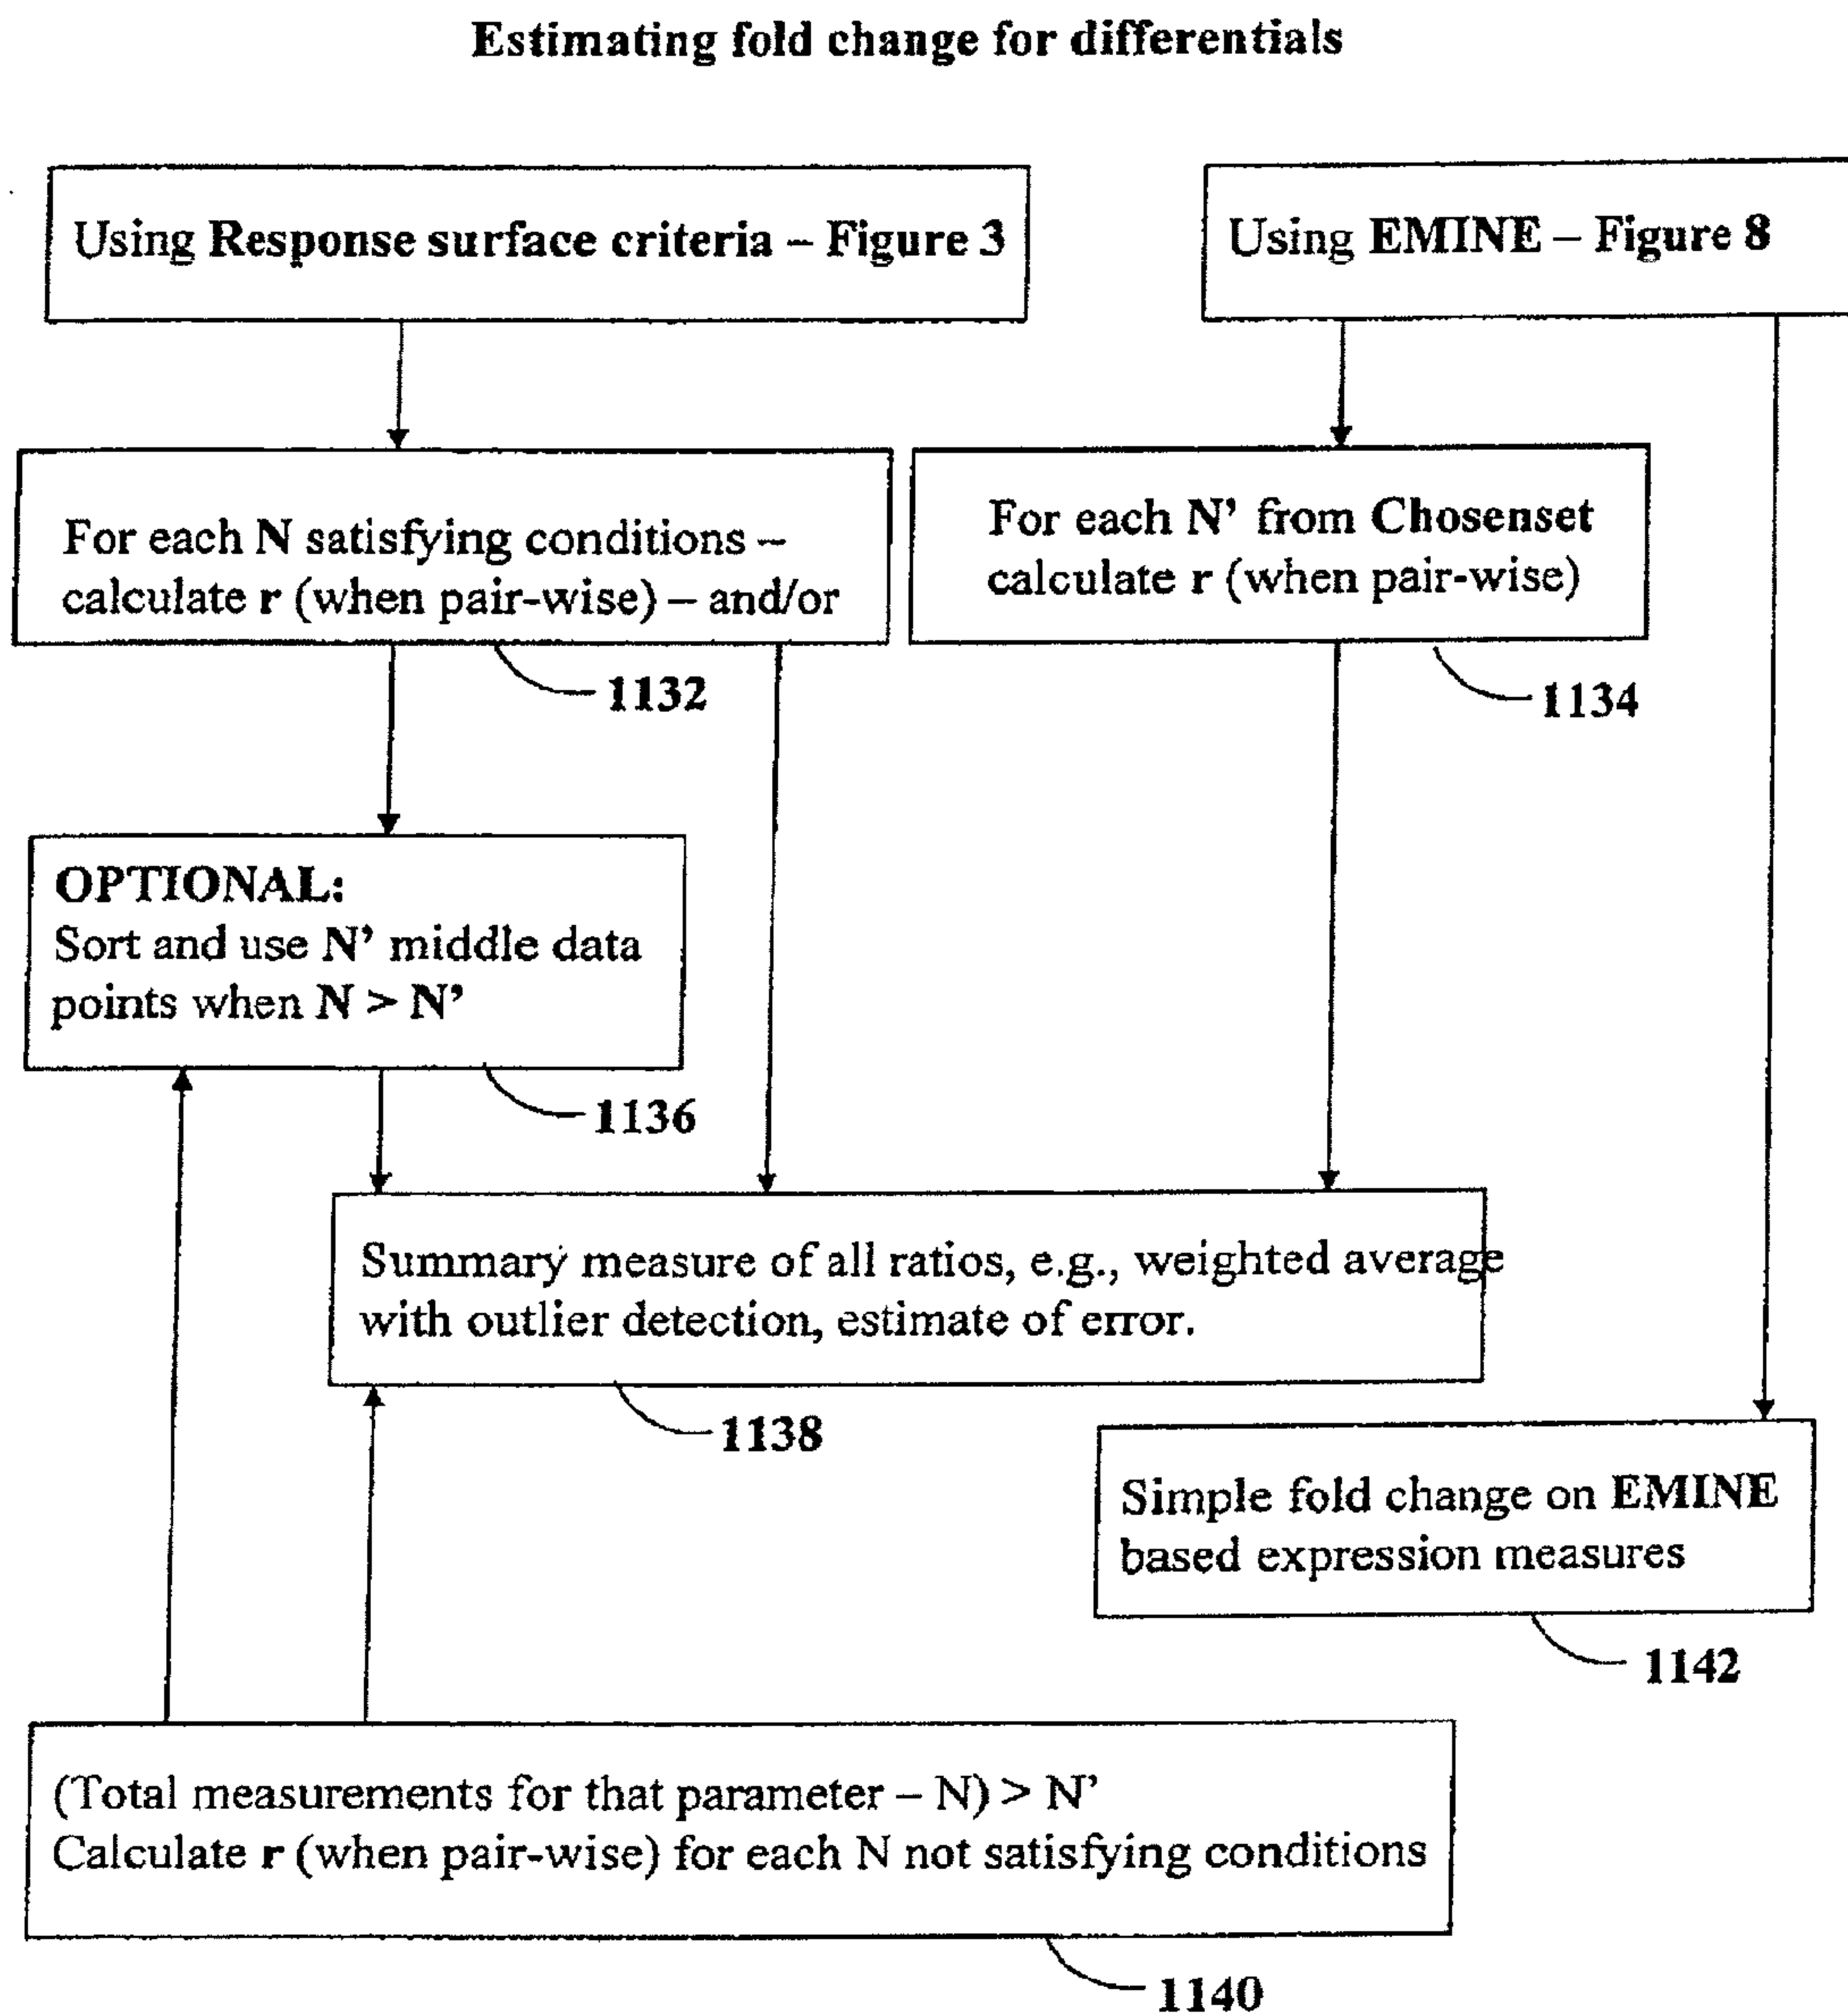 Estimating fold change for differentials
Using Response surface criteria – Figure 3
Using EMINE – Figure 8
For each N satisfying conditions –
calculate r (when pair-wise) – and/or
1132
For each N’ from Chosenset
calculate r (when pair-wise)
1134
OPTIONAL:
Sort and use N’ middle data
points when N > N’
1136
Summary measure of all ratios, e.g., weighted average
with outlier detection, estimate of error.
1138
Simple fold change on EMINE
based expression measures
1142
(Total measurements for that parameter – N) > N’
Calculate r (when pair-wise) for each N not satisfying conditions
1140